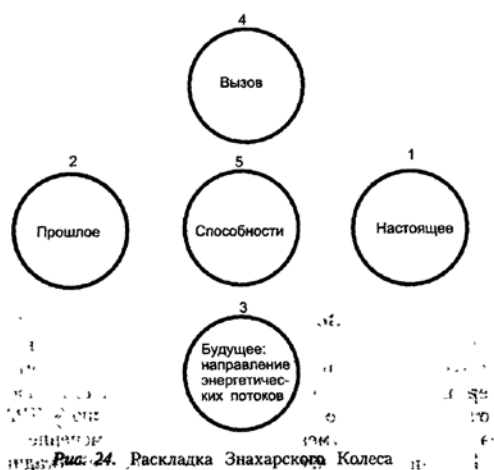 4
Вызов
2
5
1
Прошлое
Способности
Настоящее
3
Будущее:
направление
энергетичес-
ких потоков
Рис. 24. Раскладка Знахарского Колеса